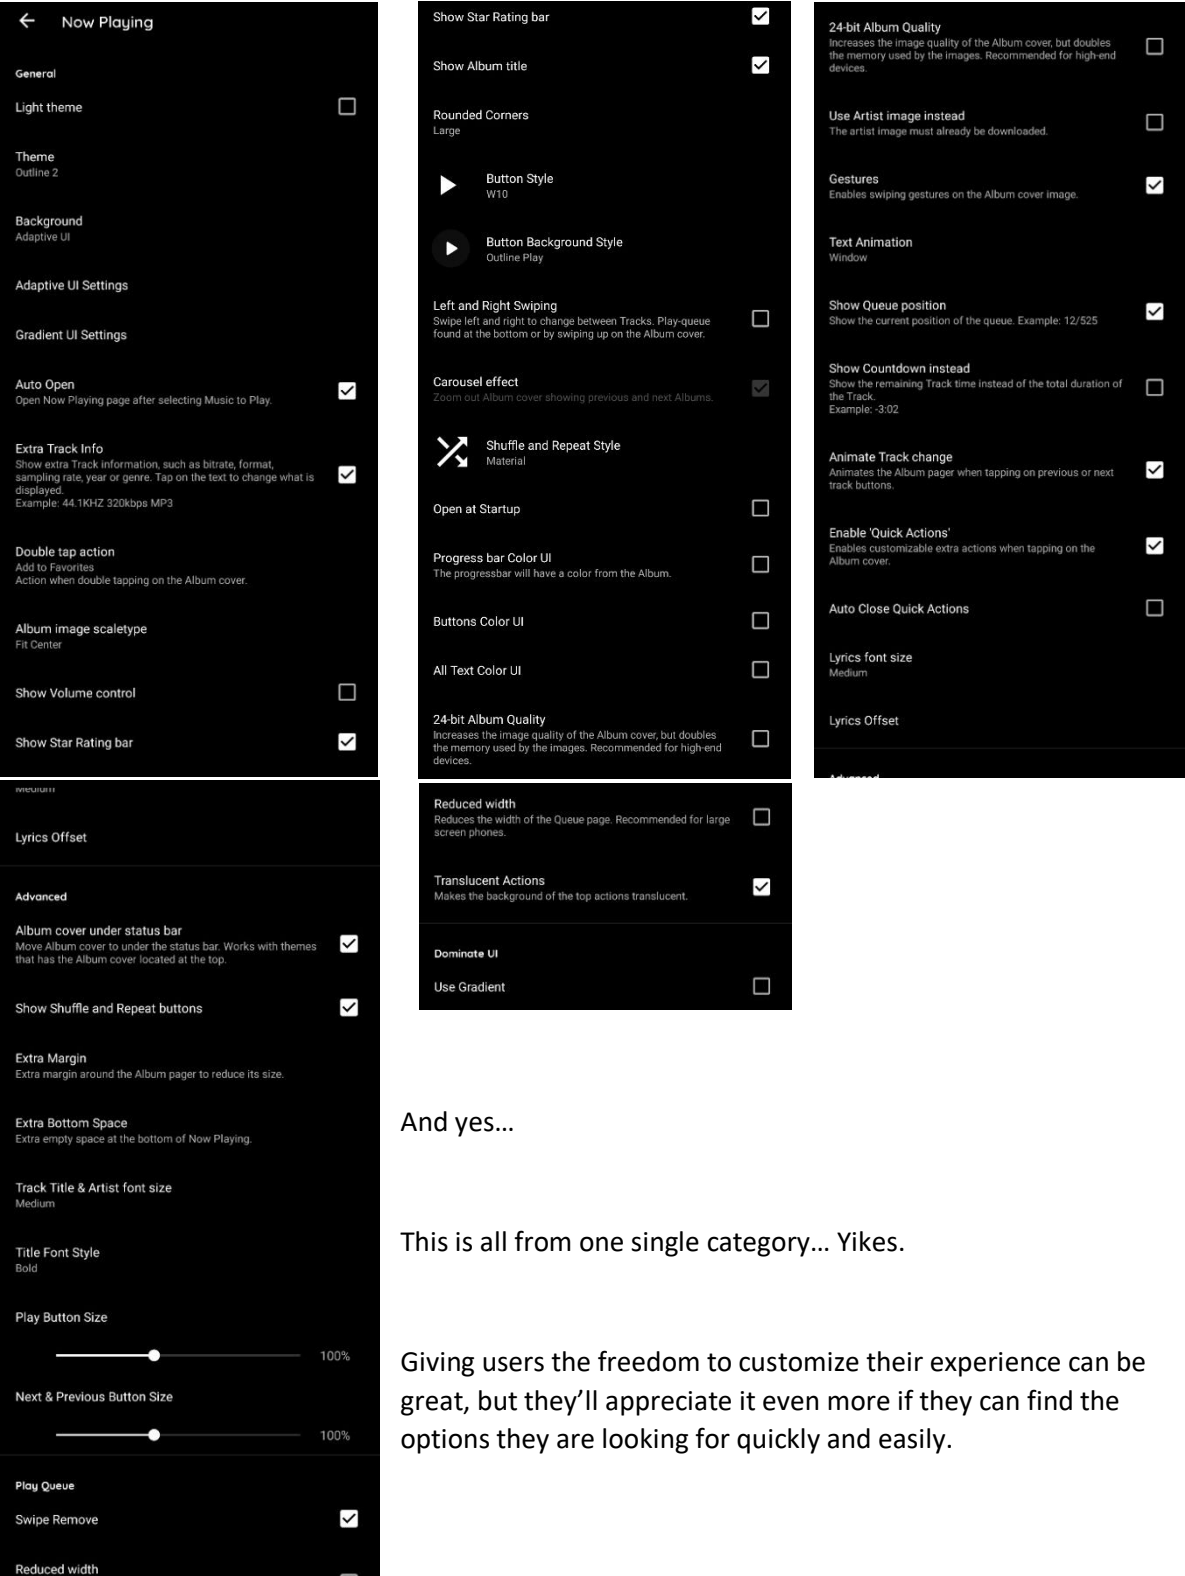 Now Playing
General
Light theme
Theme
Outline 2
Background
Adaptive UI
Adaptive UI Settings
Gradient UI Settings
Auto Open
Open Now Playing page after selecting Music to Play.
Extra Track Info
Show extra Track information, such as bitrate, format,
sampling rate, year or genre. Tap on the text to change what is
displayed.
Example: 44.1KHZ 320kbps MP3
Double tap action
Add to Favorites
Action when double tapping on the Album cover.
Album image scaletype
Fit Center
Show Volume control
Show Star Rating bar
Show Star Rating bar
Show Album title
Rounded Corners
Large
Button Style
W10
Button Background Style
Outline Play
Left and Right Swiping
Swipe left and right to change between Tracks. Play-queue
found at the bottom or by swiping up on the Album cover.
Carousel effect
Zoom out Album cover showing previous and next Albums.
Shuffle and Repeat Style
Material
Open at Startup
Progress bar Color UI
The progressbar will have a color from the Album.
Buttons Color UI
All Text Color UI
24-bit Album Quality
Increases the image quality of the Album cover, but doubles
the memory used by the images. Recommended for high-end
devices.
24-bit Album Quality
Increases the image quality of the Album cover, but doubles
the memory used by the images. Recommended for high-end
devices.
Use Artist image instead
The artist image must already be downloaded.
Gestures
Enables swiping gestures on the Album cover image.
Text Animation
Window
Show Queue position
Show the current position of the queue. Example: 12/525
Show Countdown instead
Show the remaining Track time instead of the total duration of
the Track.
Example: -3:02
Animate Track change
Animates the Album pager when tapping on previous or next
track buttons.
Enable 'Quick Actions'
Enables customizable extra actions when tapping on the
Album cover.
Auto Close Quick Actions
Lyrics font size
Medium
Lyrics Offset
Advanced
Medium
Lyrics Offset
Advanced
Album cover under status bar
Move Album cover to under the status bar. Works with themes
that has the Album cover located at the top.
Show Shuffle and Repeat buttons
Extra Margin
Extra margin around the Album pager to reduce its size.
Extra Bottom Space
Extra empty space at the bottom of Now Playing.
Track Title & Artist font size
Medium
Title Font Style
Bold
Play Button Size
100%
Next & Previous Button Size
100%
Play Queue
Swipe Remove
Reduced width
Reduced width
Reduces the width of the Queue page. Recommended for large
screen phones.
Translucent Actions
Makes the background of the top actions translucent.
Dominate UI
Use Gradient
And yes…
This is all from one single category… Yikes.
Giving users the freedom to customize their experience can be
great, but they’ll appreciate it even more if they can find the
options they are looking for quickly and easily.